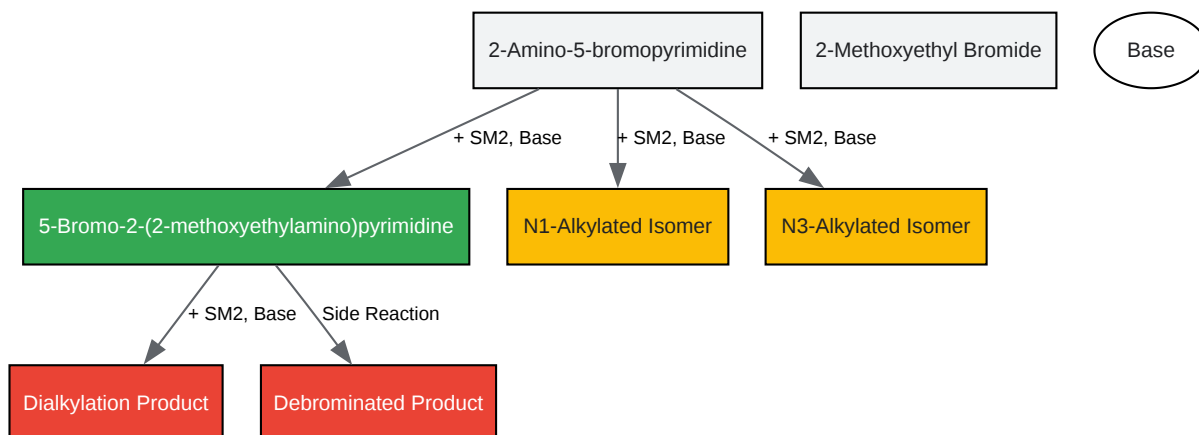 2-Amino-5-bromopyrimidine
2-Methoxyethyl Bromide
Base
+ SM2, Base
+ SM2, Base
+ SM2, Base
5-Bromo-2-(2-methoxyethylamino)pyrimidine
N1-Alkylated Isomer
N3-Alkylated Isomer
+ SM2, Base
Side Reaction
Dialkylation Product
Debrominated Product